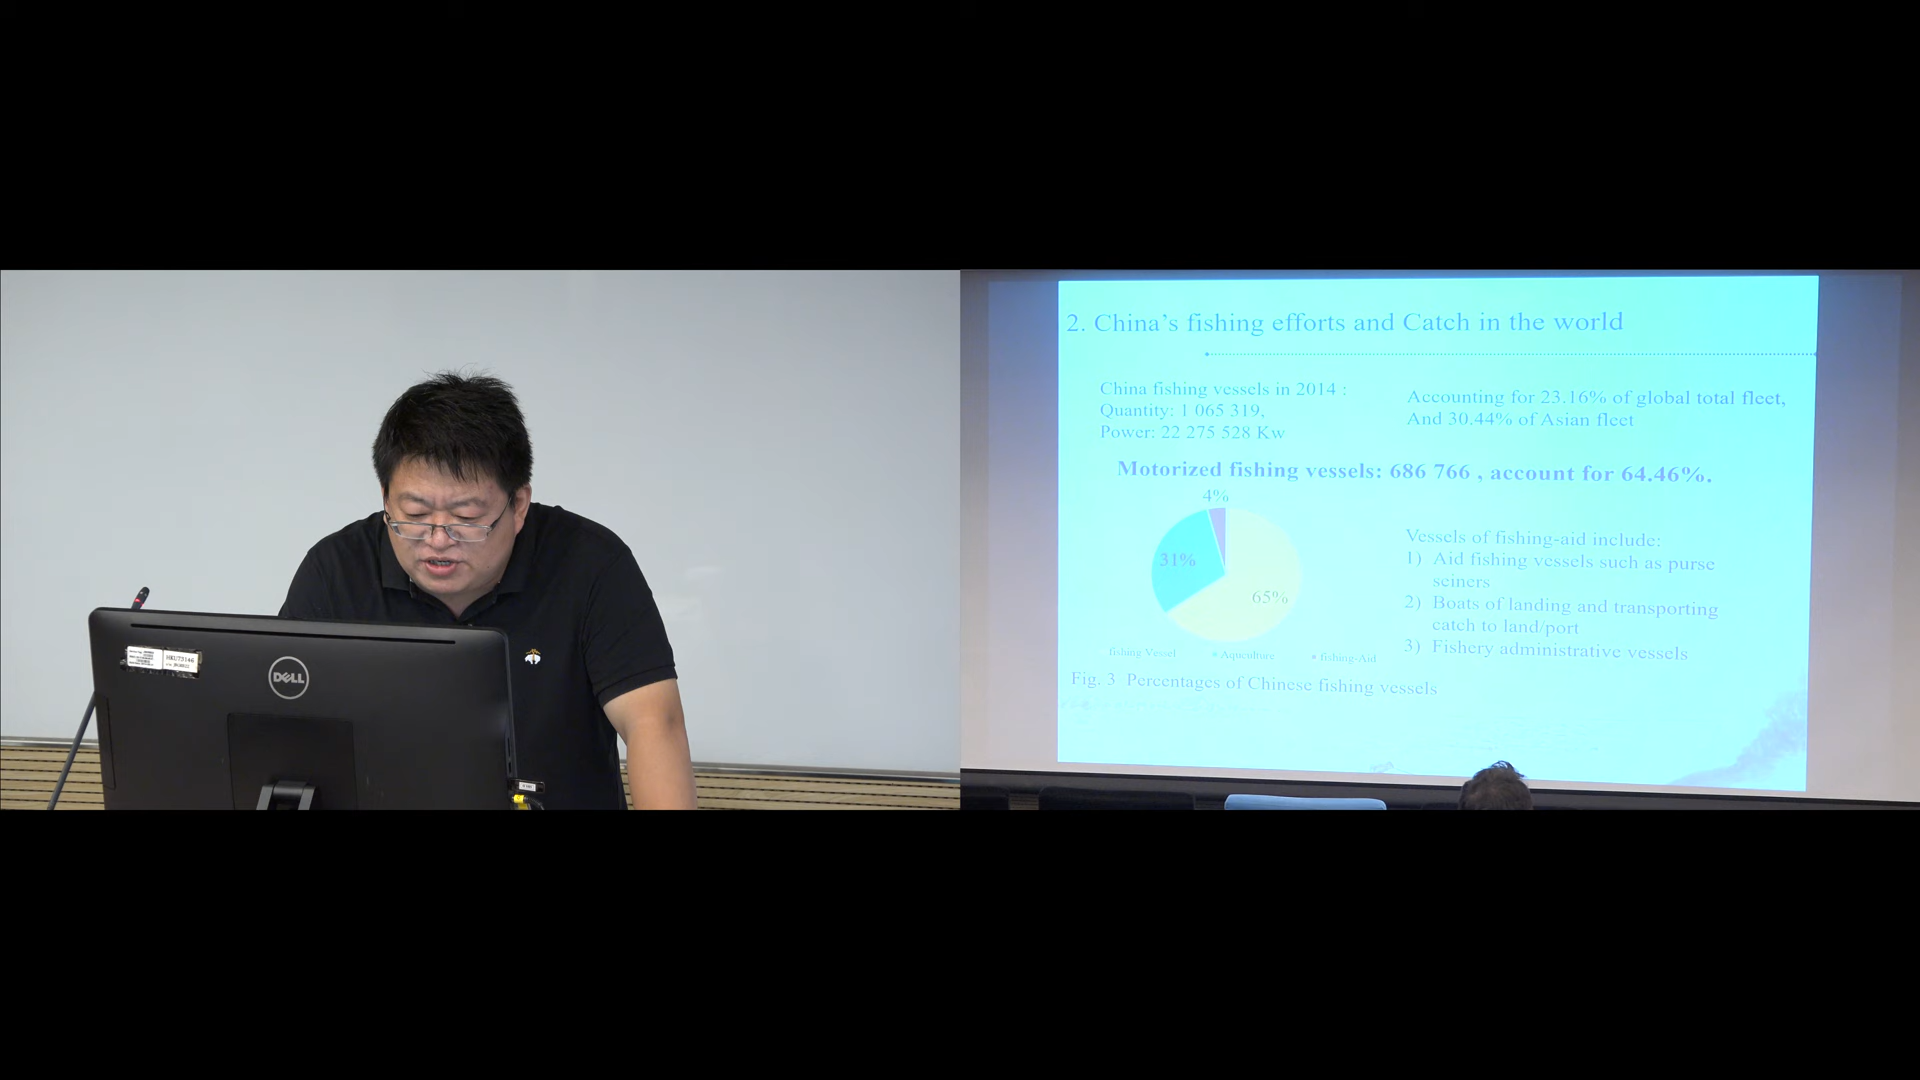 HKU73146
DELL
2. China’s fishing efforts and Catch in the world
China fishing vessels in 2014 :
Quantity: 1 065 319,
Power: 22 275 528 Kw
Accounting for 23.16% of global total fleet,
And 30.44% of Asian fleet
Motorized fishing vessels: 686 766 , account for 64.46%.
4%
31%
65%
fishing Vessel
Aquculture
fishing-Aid
Fig. 3 Percentages of Chinese fishing vessels
Vessels of fishing-aid include:
1) Aid fishing vessels such as purse
seiners
2) Boats of landing and transporting
catch to land/port
3) Fishery administrative vessels